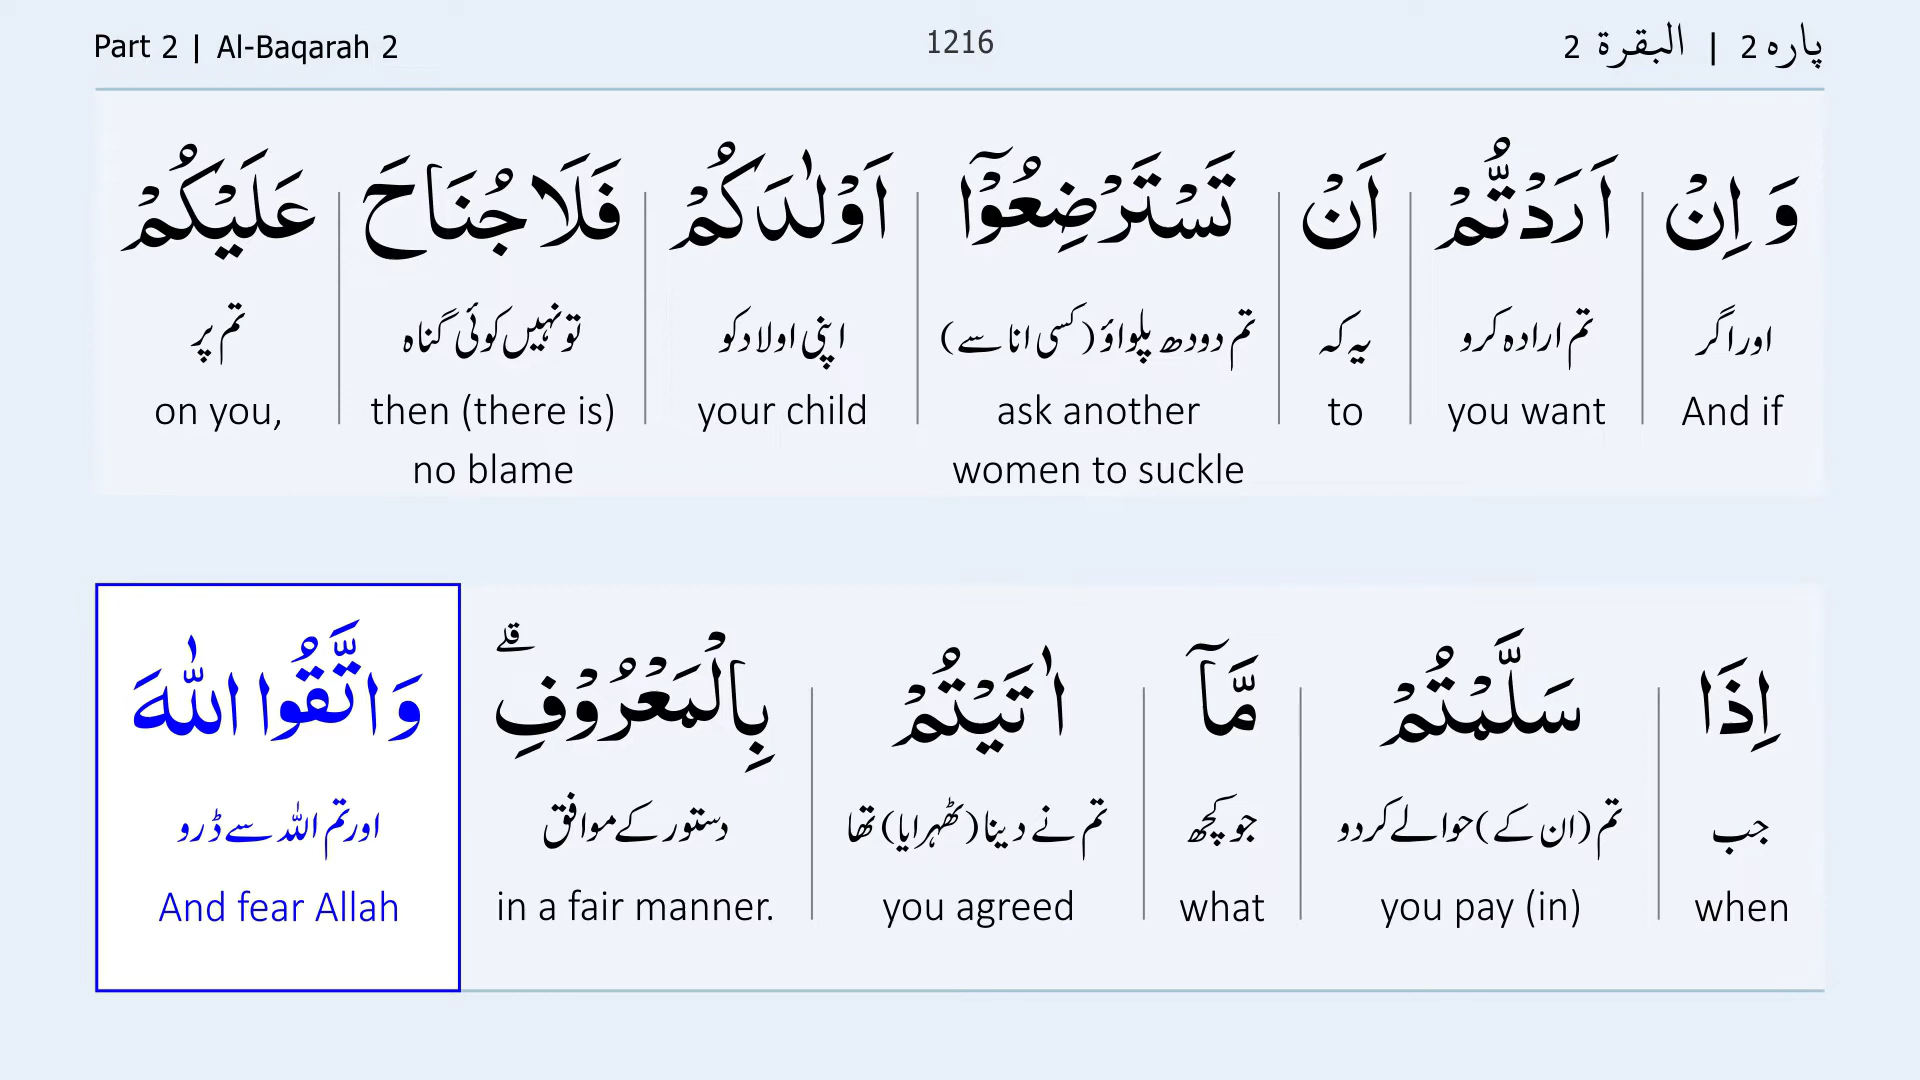 Part 2 | Al-Baqarah 2
1216
پارہ 2 | البقرة 2
وَ اِنْ اَرَدْتُّمْ اَنْ تَسْتَرْضِعُوْۤا اَوْلٰدَكُمْ فَلَا جُنَاحَ عَلَيْكُمْ
اور اگر تم ارادہ کرو یہ کہ تم دودھ پلواؤ (کسی انا سے) اپنی اولاد کو تو نہیں کوئی گناہ تم پر
on you, then (there is) your child ask another to you want And if
no blame women to suckle
اِذَا سَلَّمْتُمْ مَّاۤ اٰتَيْتُمْ بِالْمَعْرُوْفِ ؕۗ وَ اتَّقُوا اللّٰهَ
جب تم (ان کے) حوالے کر دو جو کچھ تم نے دینا (ٹھہرایا) تھا دستور کے موافق اور تم اللہ سے ڈرو
And fear Allah in a fair manner. you agreed what you pay (in) when